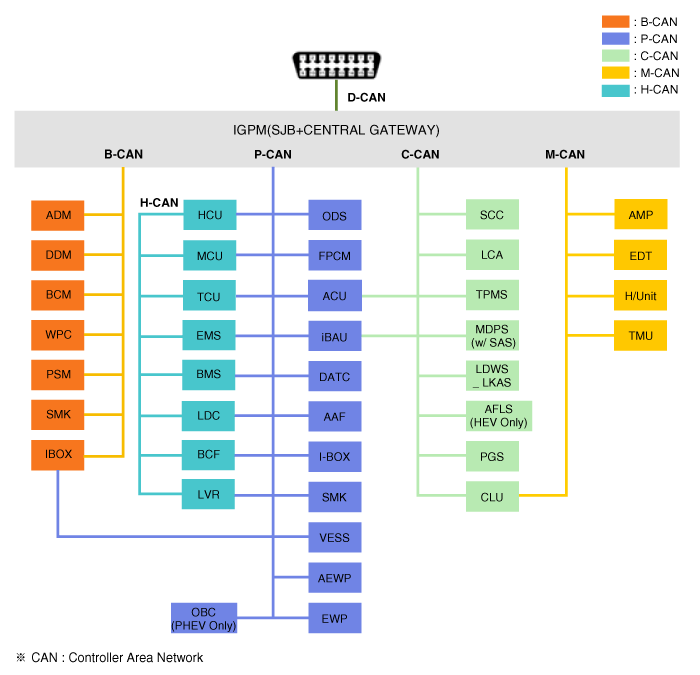 : B-CAN
: P-CAN
: C-CAN
: M-CAN
: H-CAN
D-CAN
IGPM(SJB+CENTRAL GATEWAY)
B-CAN P-CAN C-CAN M-CAN
H-CAN
ADM HCU ODS SCC AMP
DDM MCU FPCM LCA EDT
BCM TCU ACU TPMS H/Unit
WPC EMS iBAU MDPS (w/ SAS) TMU
PSM BMS DATC LDWS _ LKAS
SMK LDC AAF AFLS (HEV Only)
IBOX BCF I-BOX PGS
LVR SMK CLU
VESS
AEWP
OBC (PHEV Only) EWP
※ CAN : Controller Area Network